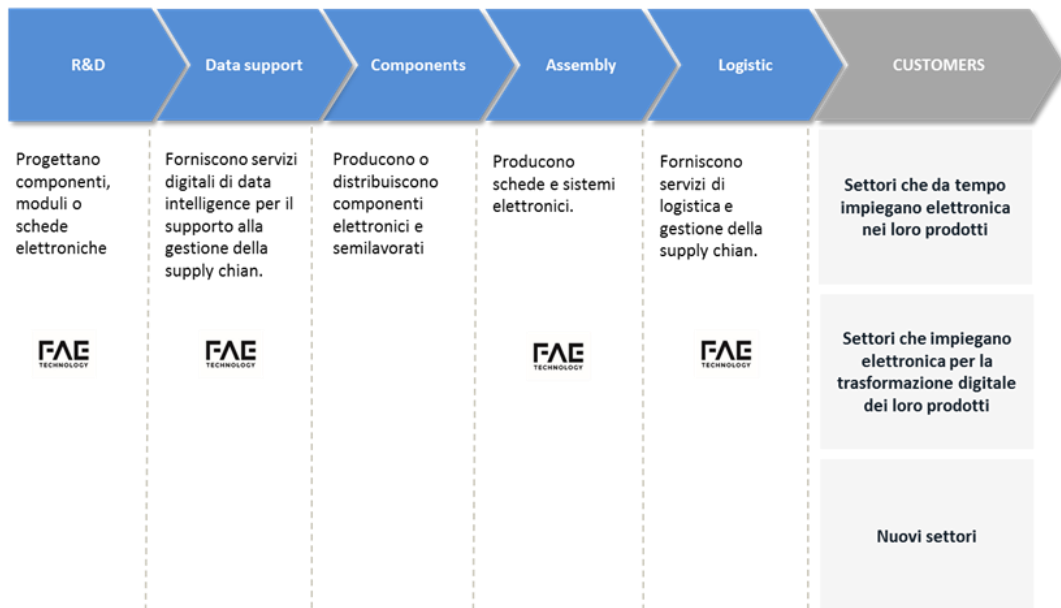 R&D
Data support
Components
Assembly
Logistic
CUSTOMERS
Progettano
componenti,
moduli o
schede
elettroniche
Forniscono servizi
digitali di data
intelligence per il
supporto alla
gestione della
supply chian.
Producono o
distribuiscono
componenti
elettronici e
semilavorati
Producono
schede e sistemi
elettronici.
Forniscono
servizi di
logistica e
gestione della
supply chian.
Settori che da tempo
impiegano elettronica
nei loro prodotti
FAE
TECHNOLOGY
FAE
TECHNOLOGY
FAE
TECHNOLOGY
FAE
TECHNOLOGY
Settori che impiegano
elettronica per la
trasformazione digitale
dei loro prodotti
Nuovi settori